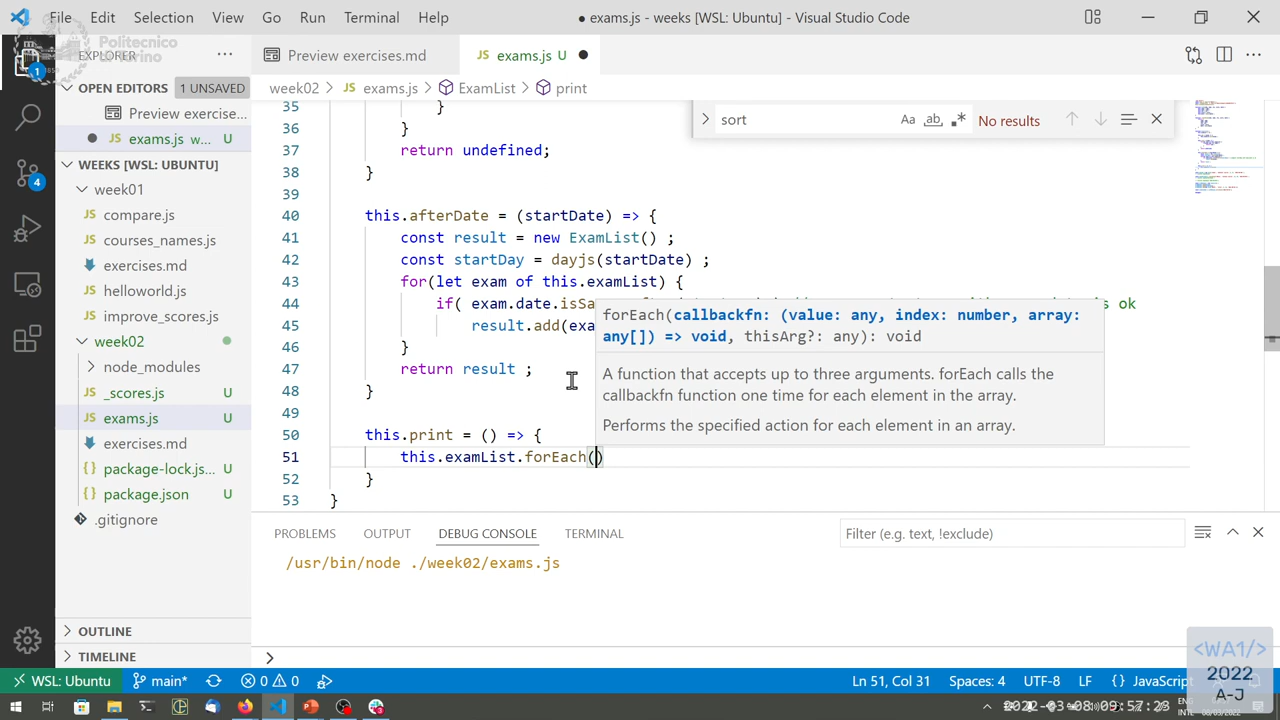 File Edit Selection View Go Run Terminal Help
● exams.js - weeks [WSL: Ubuntu] - Visual Studio Code
Politecnico
EXPLORER ...
Preview exercises.md
JS exams.js U ●
OPEN EDITORS 1 UNSAVED
Preview exercise...
● JS exams.js w... U
WEEKS [WSL: UBUNTU]
week01
JS compare.js
JS courses_names.js
exercises.md
JS helloworld.js
JS improve_scores.js
week02
node_modules
JS _scores.js U
JS exams.js U
exercises.md
{} package-lock.js... U
{} package.json U
.gitignore
OUTLINE
TIMELINE
1
4
week02 > JS exams.js > ExamList > print
sort Aa ab .* No results
35 }
36 }
37 return undefined;
38 }
39
40 this.afterDate = (startDate) => {
41 const result = new ExamList() ;
42 const startDay = dayjs(startDate) ;
43 for(let exam of this.examList) {
44 if( exam.date.isSa
45 result.add(exa
46 }
47 return result ;
48 }
49
50 this.print = () => {
51 this.examList.forEach()
52 }
53 }
s ok
forEach(callbackfn: (value: any, index: number, array:
any[]) => void, thisArg?: any): void
A function that accepts up to three arguments. forEach calls the
callbackfn function one time for each element in the array.
Performs the specified action for each element in an array.
PROBLEMS OUTPUT DEBUG CONSOLE TERMINAL
Filter (e.g. text, !exclude)
/usr/bin/node ./week02/exams.js
>
WSL: Ubuntu main* 0 0 Ln 51, Col 31 Spaces: 4 UTF-8 LF {} JavaScript
<WA1/>
2022
A-J
ENG
INTL